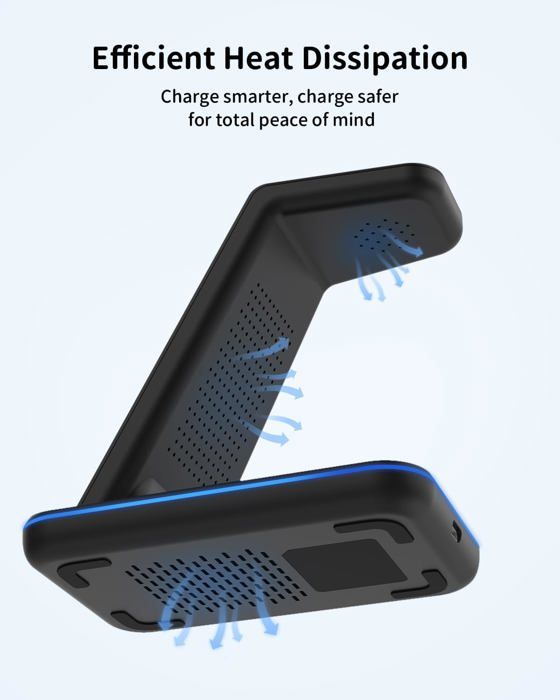 Efficient Heat Dissipation
Charge smarter, charge safer
for total peace of mind